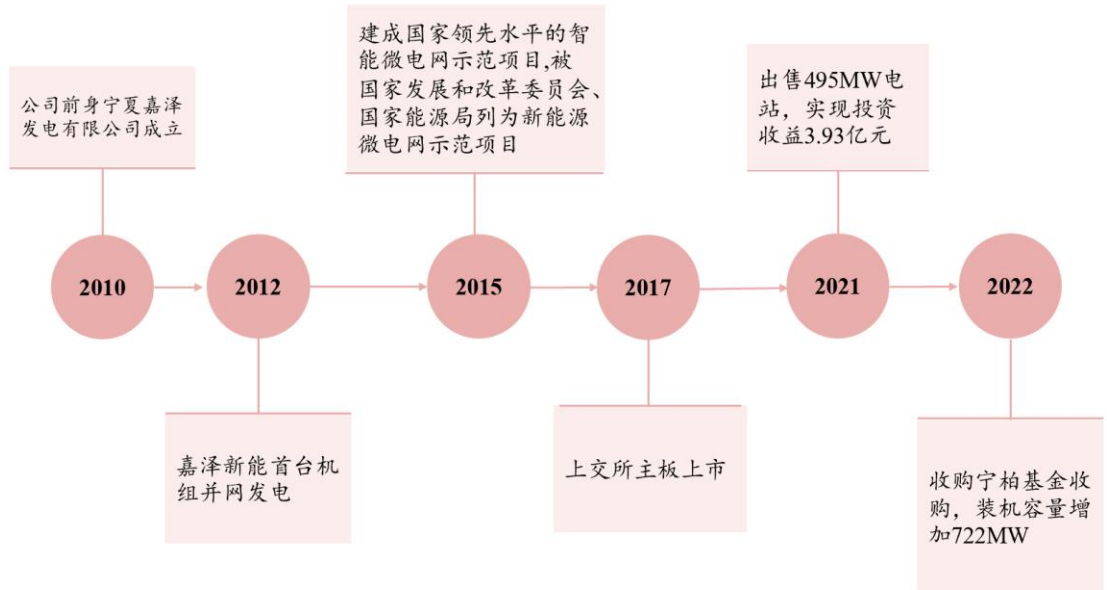 公司前身宁夏嘉泽
发电有限公司成立
建成国家领先水平的智
能微电网示范项目,被
国家发展和改革委员会、
国家能源局列为新能源
微电网示范项目
出售495MW电
站，实现投资
收益3.93亿元
2010
2012
2015
2017
2021
2022
嘉泽新能首台机
组并网发电
上交所主板上市
收购宁柏基金收
购，装机容量增
加722MW